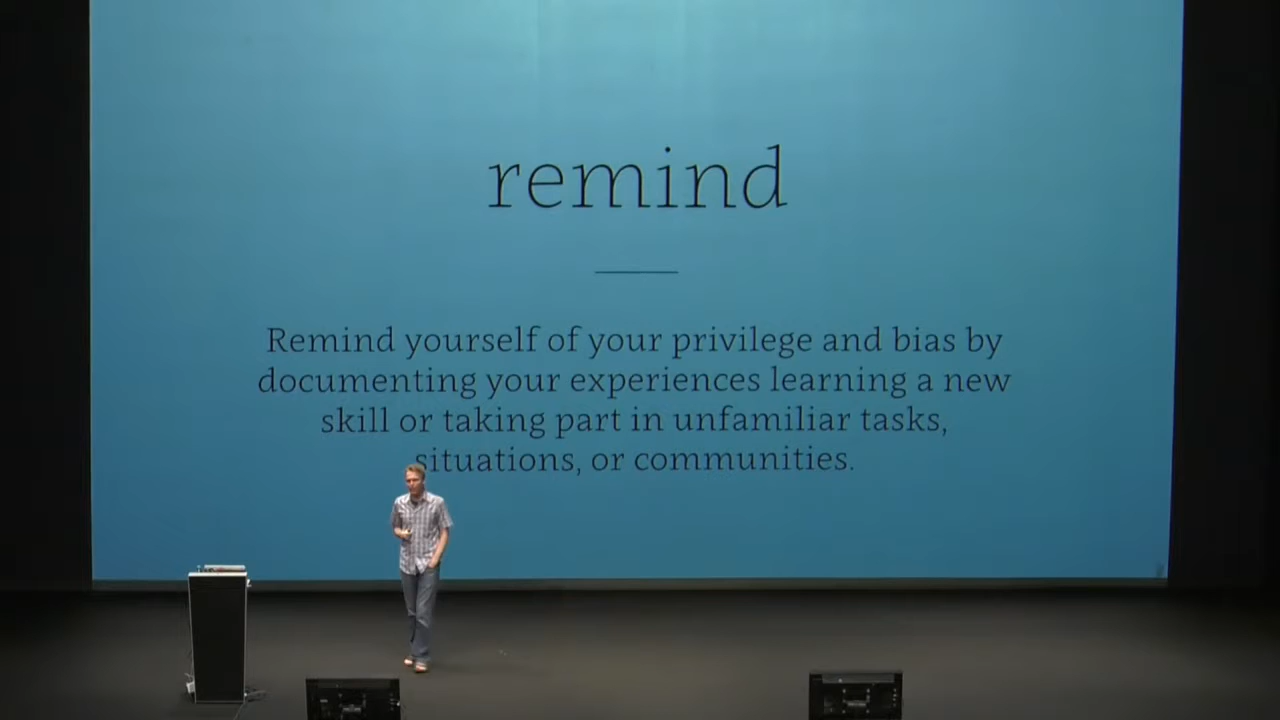 remind
Remind yourself of your privilege and bias by
documenting your experiences learning a new
skill or taking part in unfamiliar tasks,
situations, or communities.